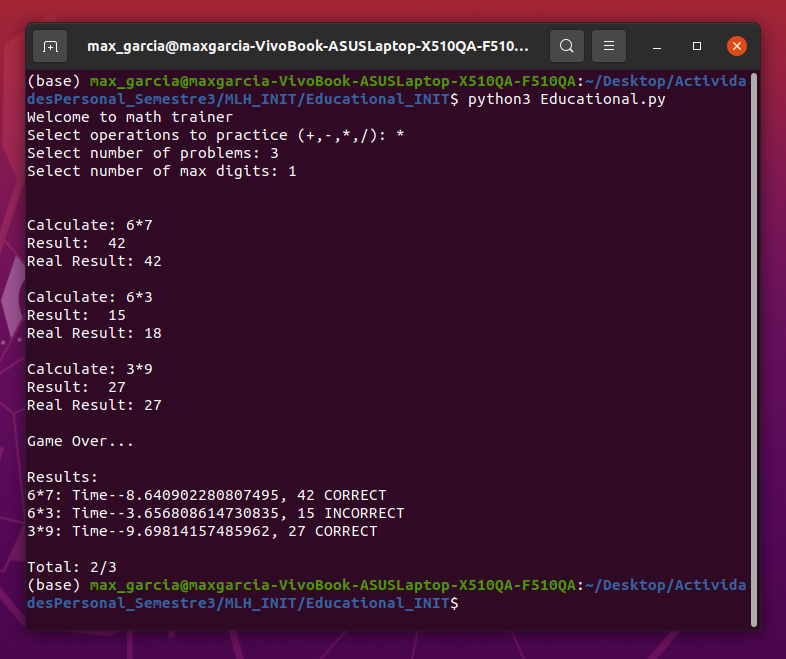 max_garcia@maxgarcia-VivoBook-ASUSLaptop-X510QA-F510...
(base) max_garcia@maxgarcia-VivoBook-ASUSLaptop-X510QA-F510QA:~/Desktop/Activida
desPersonal_Semestre3/MLH_INIT/Educational_INIT$ python3 Educational.py
Welcome to math trainer
Select operations to practice (+,-,*,/): *
Select number of problems: 3
Select number of max digits: 1
Calculate: 6*7
Result:  42
Real Result: 42
Calculate: 6*3
Result:  15
Real Result: 18
Calculate: 3*9
Result:  27
Real Result: 27
Game Over...
Results:
6*7: Time--8.640902280807495, 42 CORRECT
6*3: Time--3.656808614730835, 15 INCORRECT
3*9: Time--9.69814157485962, 27 CORRECT
Total: 2/3
(base) max_garcia@maxgarcia-VivoBook-ASUSLaptop-X510QA-F510QA:~/Desktop/Activida
desPersonal_Semestre3/MLH_INIT/Educational_INIT$